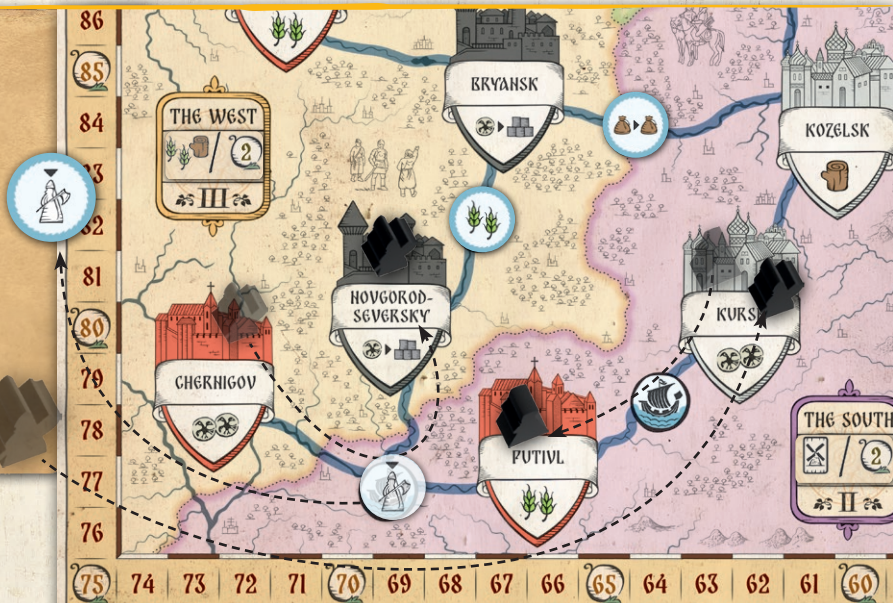 86
85
84
83
82
81
80
79
78
77
76
75
74
73
72
71
70
69
68
67
66
65
64
63
62
61
60
BRYANSK
THE WEST
/ 2
III
KOZELSK
NOVGOROD-
SEVERSKY
KURS
CHERNIGOV
PUTIVL
THE SOUTH
/ 2
II